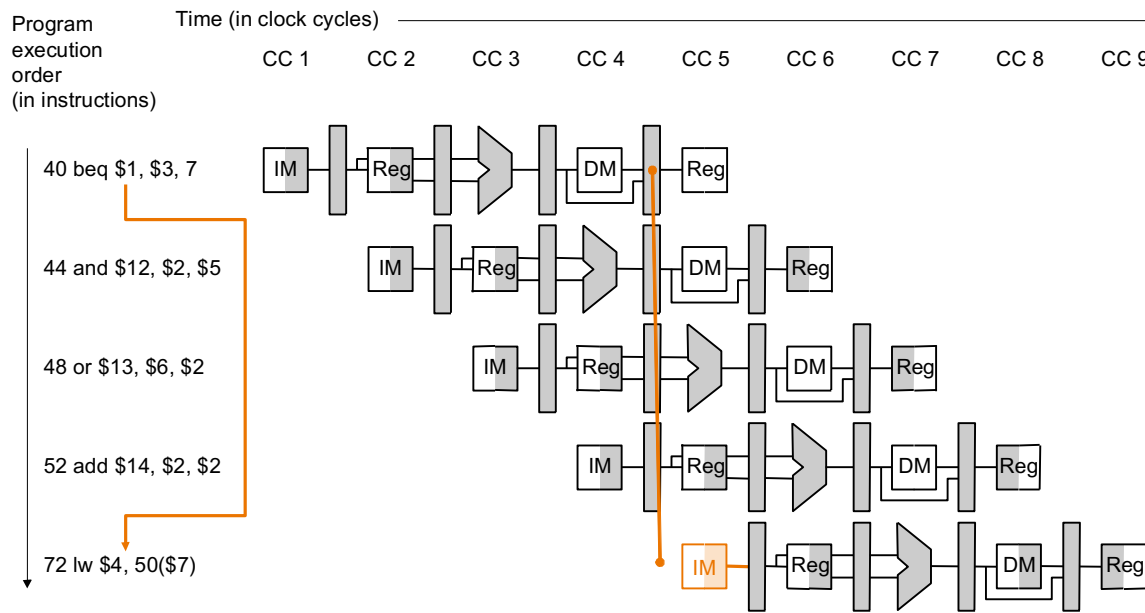 Time (in clock cycles)
Program
execution
order
(in instructions)
CC 1 CC 2 CC 3 CC 4 CC 5 CC 6 CC 7 CC 8 CC 9
40 beq $1, $3, 7
IM Reg DM Reg
44 and $12, $2, $5
IM Reg DM Reg
48 or $13, $6, $2
IM Reg DM Reg
52 add $14, $2, $2
IM Reg DM Reg
72 lw $4, 50($7)
IM Reg DM Reg